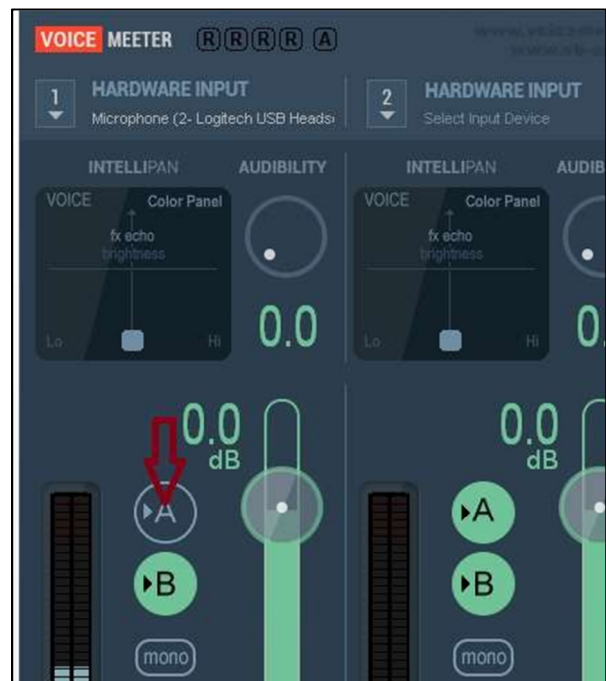 VOICE MEETER R R R R A
1 HARDWARE INPUT
Microphone (2- Logitech USB Heads
INTELLIPAN AUDIBILITY
VOICE Color Panel
fx echo
brightness
Lo Hi
0.0
0.0
dB
A
B
mono
2 HARDWARE INPUT
Select Input Device
INTELLIPAN AUDIB
VOICE Color Panel
fx echo
brightness
Lo Hi
0.
0.0
dB
A
B
mono